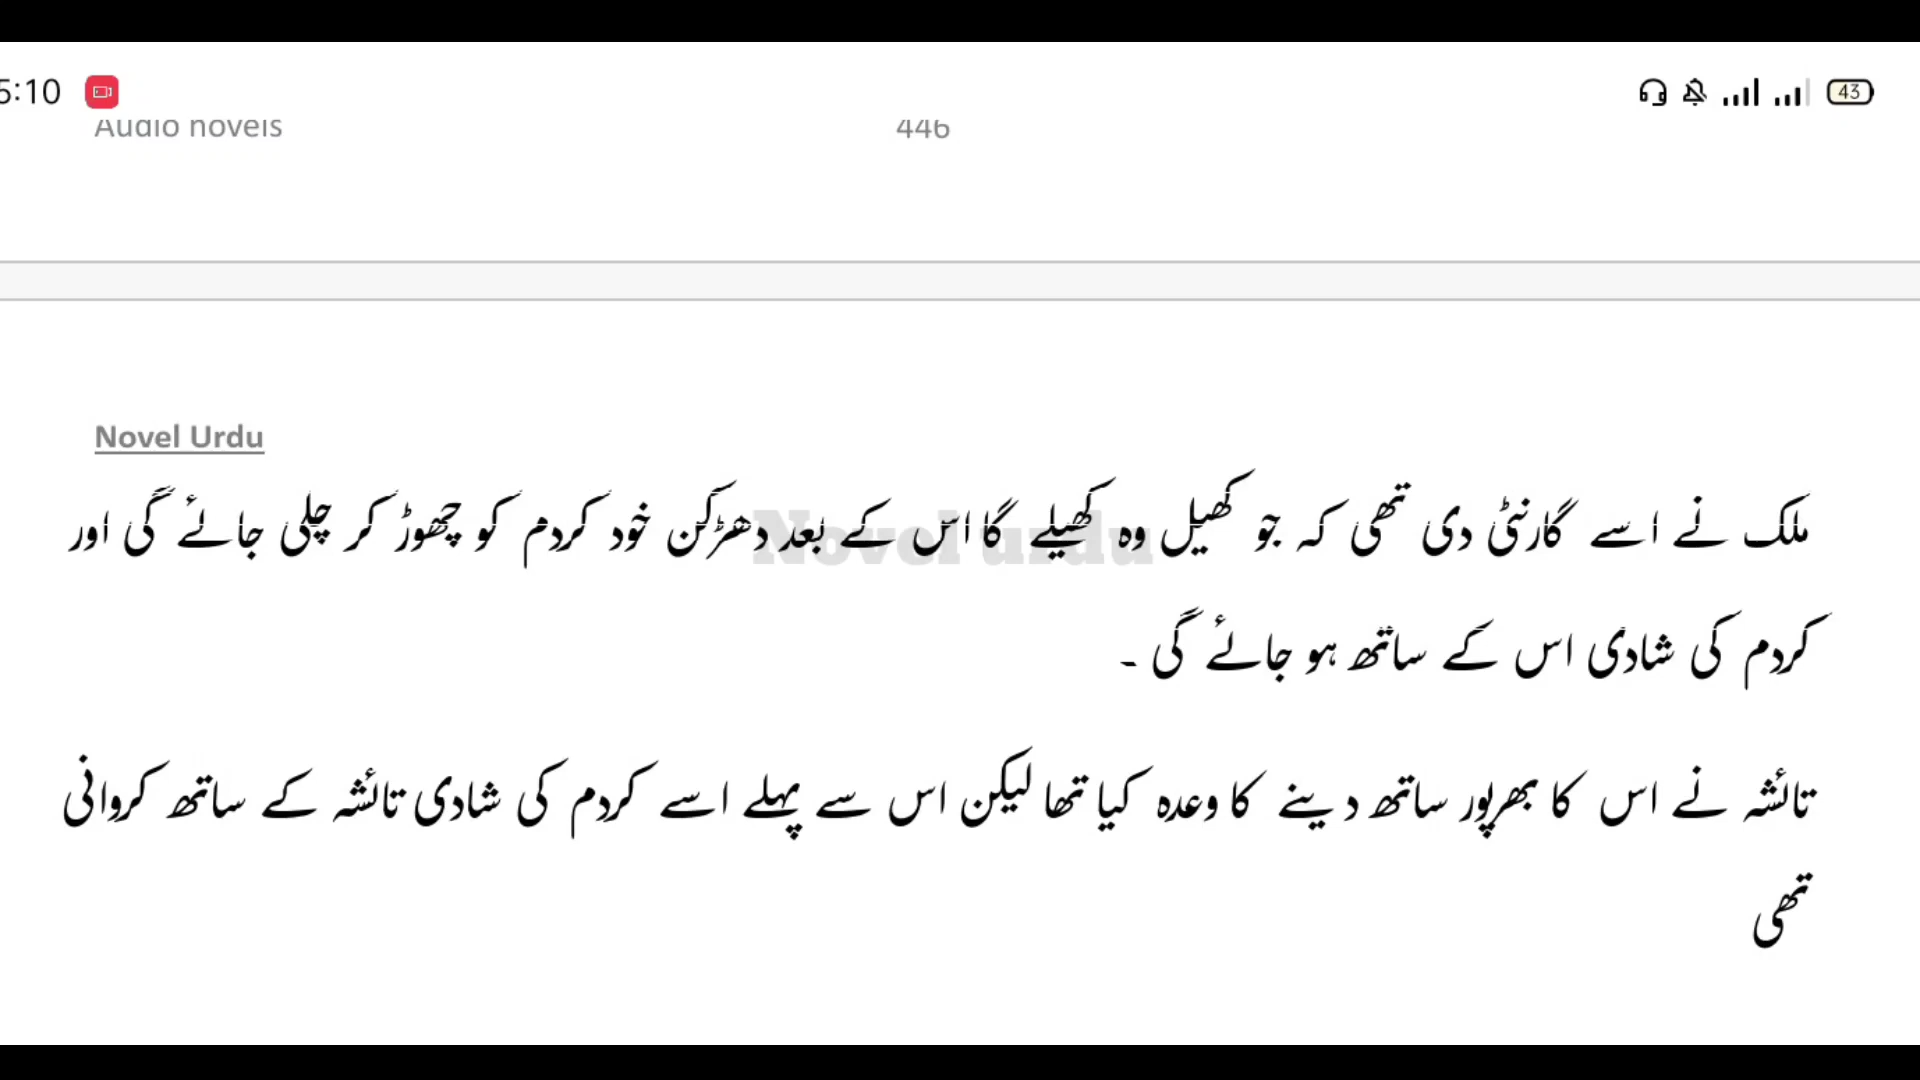 5:10
43
Audio novels 446
Novel Urdu
ملک نے اسے گارنٹی دی تھی کہ جو کھیل وہ کھیلے گا اس کے بعد دھڑکن خود کردم کو چھوڑ کر چلی جائے گی اور
کردم کی شادی اس کے ساتھ ہو جائے گی ۔
Novel urdu
تائشہ نے اس کا بھرپور ساتھ دینے کا وعدہ کیا تھا لیکن اس سے پہلے اسے کردم کی شادی تائشہ کے ساتھ کروانی
تھی